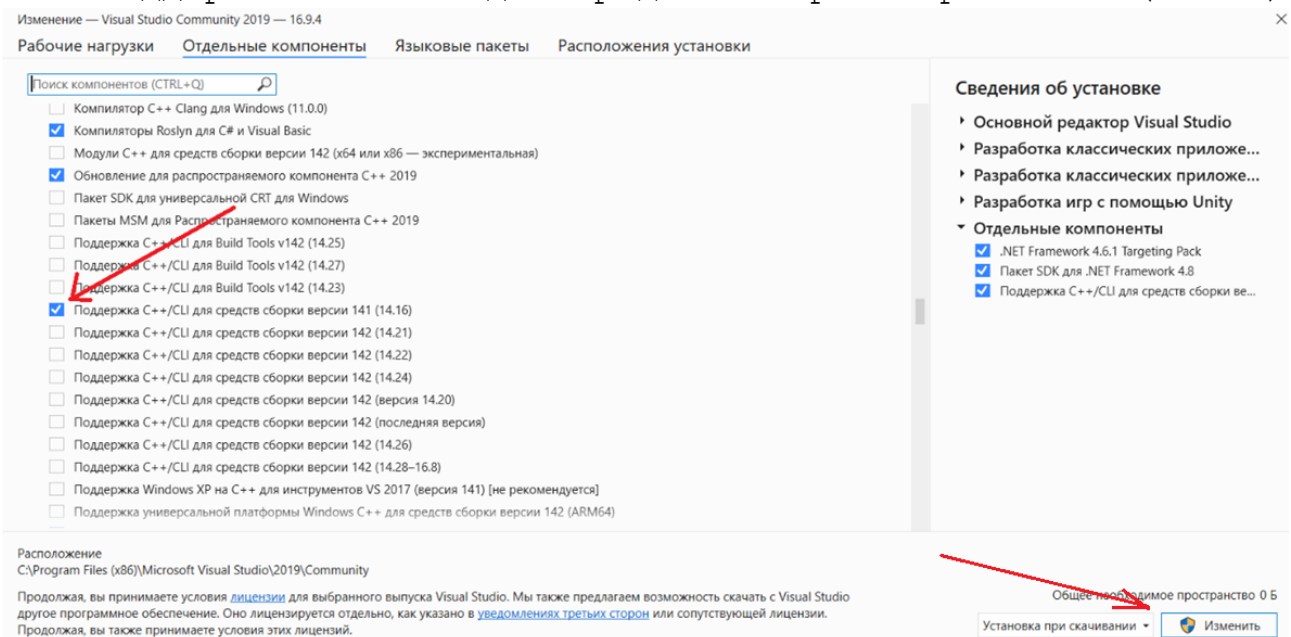 Изменение — Visual Studio Community 2019 — 16.9.4
Рабочие нагрузки Отдельные компоненты Языковые пакеты Расположения установки
Поиск компонентов (CTRL+Q)
Компилятор C++ Clang для Windows (11.0.0)
Компиляторы Roslyn для C# и Visual Basic
Модули C++ для средств сборки версии 142 (x64 или x86 — экспериментальная)
Обновление для распространяемого компонента C++ 2019
Пакет SDK для универсальной CRT для Windows
Пакеты MSM для Распространяемого компонента C++ 2019
Поддержка C++/CLI для Build Tools v142 (14.25)
Поддержка C++/CLI для Build Tools v142 (14.27)
Поддержка C++/CLI для Build Tools v142 (14.23)
Поддержка C++/CLI для средств сборки версии 141 (14.16)
Поддержка C++/CLI для средств сборки версии 142 (14.21)
Поддержка C++/CLI для средств сборки версии 142 (14.22)
Поддержка C++/CLI для средств сборки версии 142 (14.24)
Поддержка C++/CLI для средств сборки версии 142 (версия 14.20)
Поддержка C++/CLI для средств сборки версии 142 (последняя версия)
Поддержка C++/CLI для средств сборки версии 142 (14.26)
Поддержка C++/CLI для средств сборки версии 142 (14.28–16.8)
Поддержка Windows XP на C++ для инструментов VS 2017 (версия 141) [не рекомендуется]
Поддержка универсальной платформы Windows C++ для средств сборки версии 142 (ARM64)
Сведения об установке
Основной редактор Visual Studio
Разработка классических приложе...
Разработка классических приложе...
Разработка игр с помощью Unity
Отдельные компоненты
.NET Framework 4.6.1 Targeting Pack
Пакет SDK для .NET Framework 4.8
Поддержка C++/CLI для средств сборки ве...
Расположение
C:\Program Files (x86)\Microsoft Visual Studio\2019\Community
Продолжая, вы принимаете условия лицензии для выбранного выпуска Visual Studio. Мы также предлагаем возможность скачать с Visual Studio
другое программное обеспечение. Оно лицензируется отдельно, как указано в уведомлениях третьих сторон или сопутствующей лицензии.
Продолжая, вы также принимаете условия этих лицензий.
Общее необходимое пространство 0 Б
Установка при скачивании Изменить